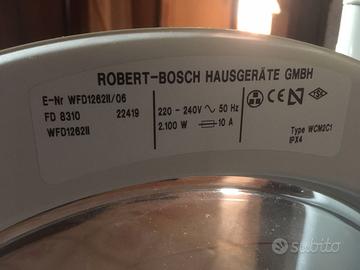 ROBERT-BOSCH HAUSGERÄTE GMBH
E-Nr WFD1262II/06
FD 8310 22419
WFD1262II
220 - 240V ∿ 50 Hz
2.100 W 10 A
CE N
Type WCM2C1
IPX4
subito